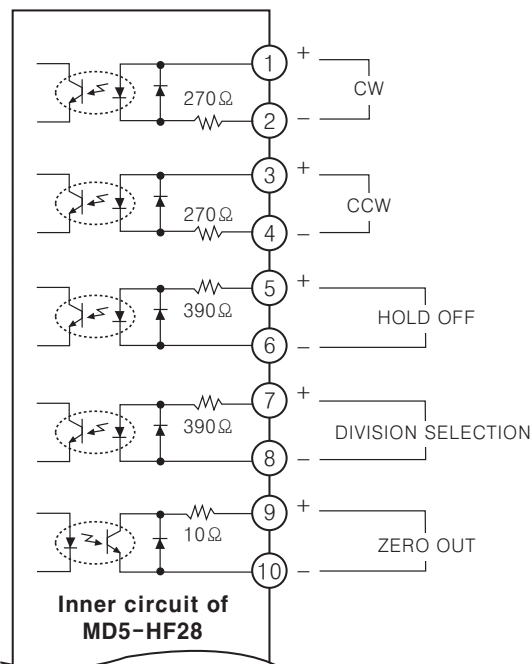 1 +
CW
270Ω
2 −
3 +
CCW
270Ω
4 −
5 +
390Ω
HOLD OFF
6 −
7 +
390Ω
DIVISION SELECTION
8 −
9 +
10Ω
ZERO OUT
10 −
Inner circuit of
MD5-HF28